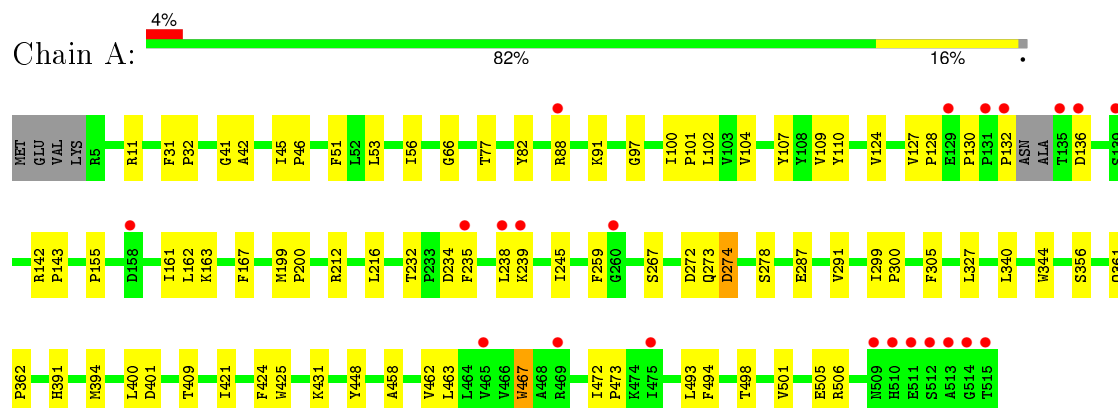 4%
Chain A:
82% 16% •
MET GLU VAL LYS R5 R11 F31 P32 G41 A42 I45 P46 F51 L52 L53 I56 G66 T77 Y82 R88 K91 G97 I100 P101 L102 V103 V104 Y107 Y108 V109 Y110 V124 V127 P128 E129 P130 P131 P132 ASN ALA T135 D136 S139
R142 P143 P155 D158 I161 L162 K163 F167 M199 P200 R212 L216 T232 P233 D234 F235 L238 K239 I245 F259 G260 S267 D272 Q273 D274 S278 E287 V291 I299 P300 F305 L327 L340 W344 S356 Q361
P362 H391 M394 L400 D401 T409 I421 F424 W425 K431 Y448 A458 V462 L463 L464 V465 V466 W467 A468 R469 I472 P473 K474 I475 L493 F494 T498 V501 E505 R506 N509 H510 E511 S512 A513 G514 T515